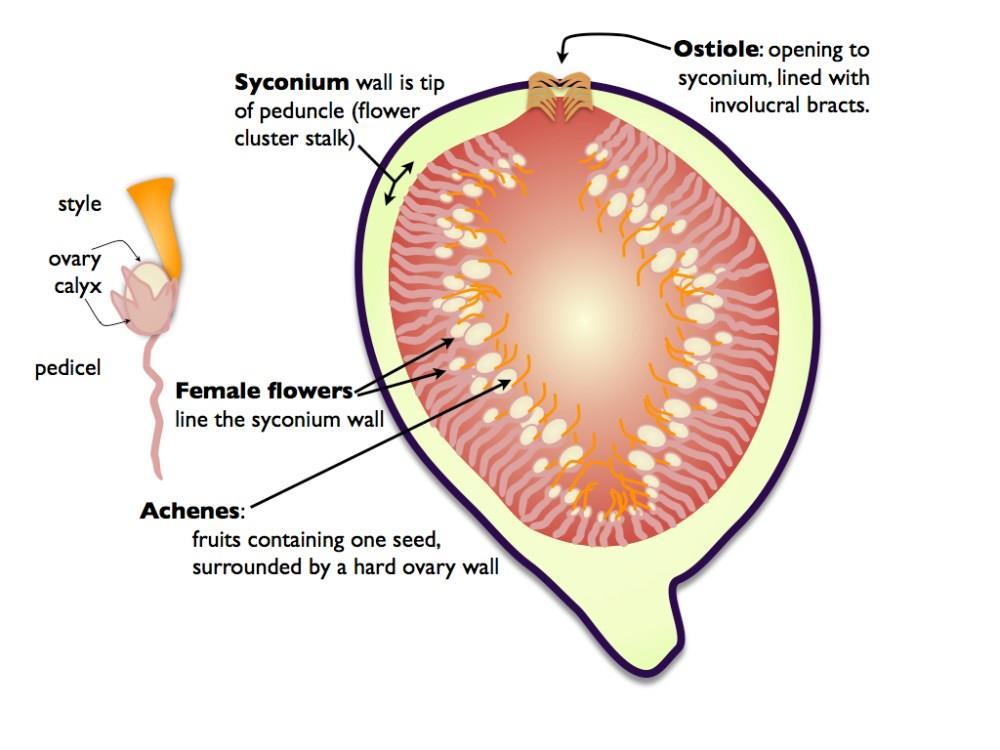 Syconium wall is tip
of peduncle (flower
cluster stalk)
Ostiole: opening to
syconium, lined with
involucral bracts.
style
ovary
calyx
pedicel
Female flowers
line the syconium wall
Achenes:
fruits containing one seed,
surrounded by a hard ovary wall